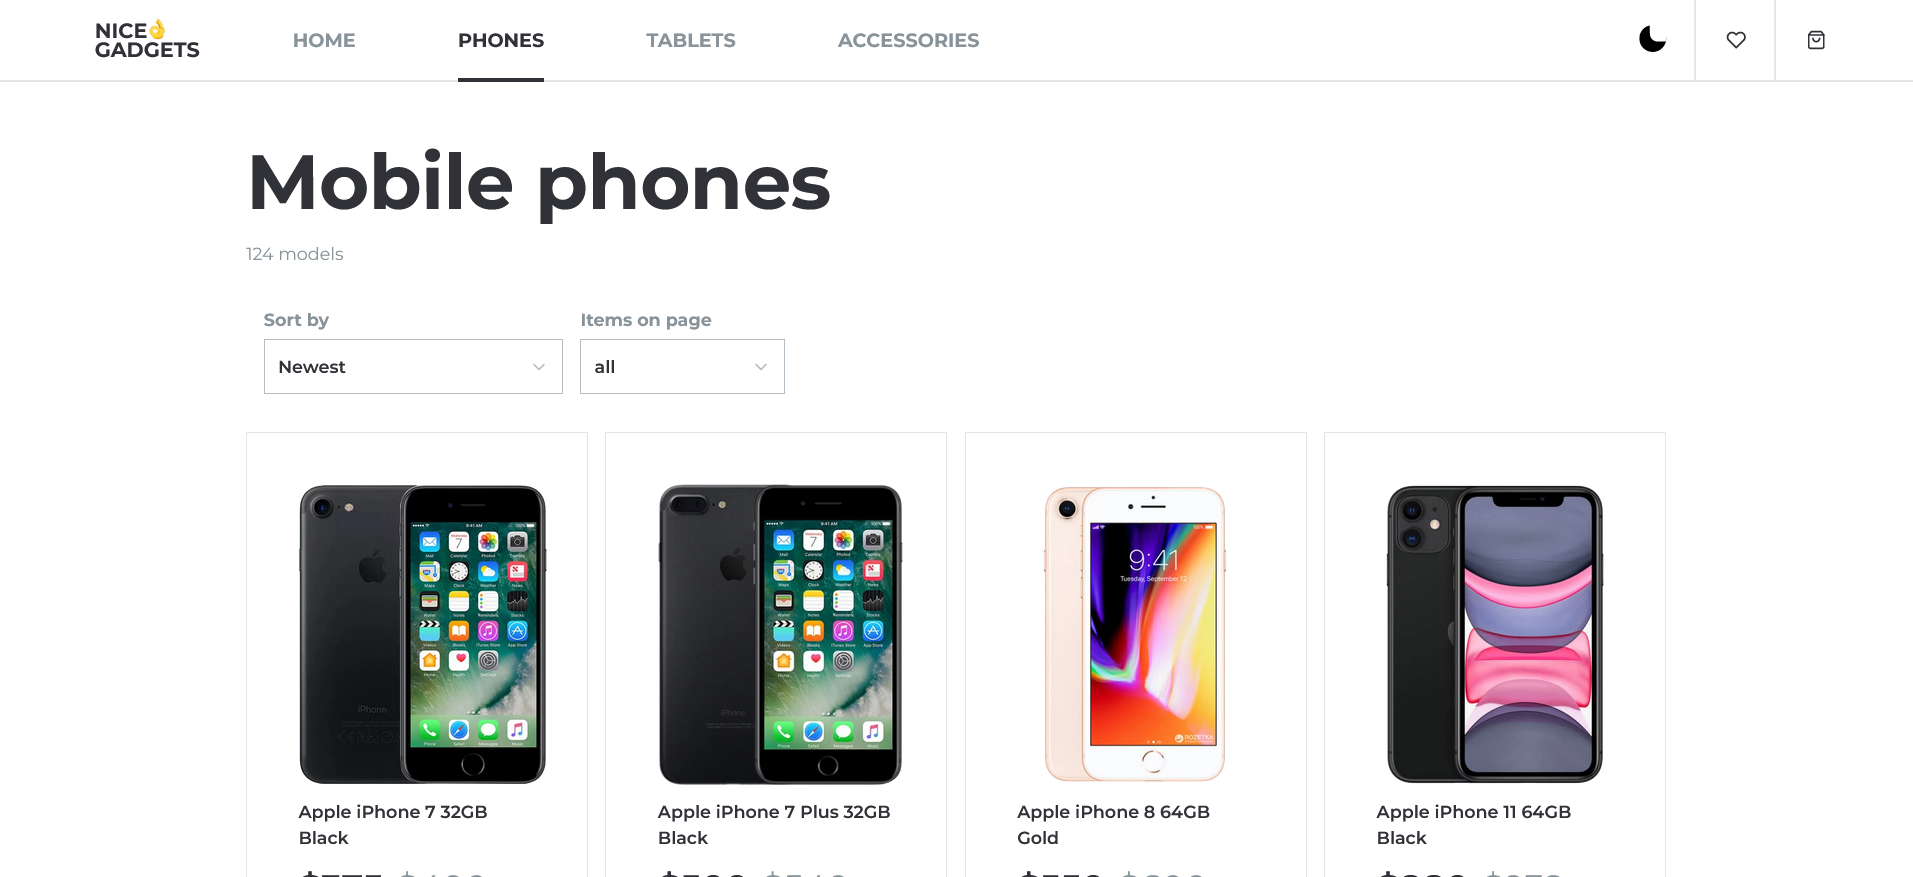 NICE👌
GADGETS
HOME
PHONES
TABLETS
ACCESSORIES
Mobile phones
124 models
Sort by
Items on page
Newest
all
9:41
Tuesday, September 12
iPhone
iPhone
Apple iPhone 7 32GB
Black
Apple iPhone 7 Plus 32GB
Black
Apple iPhone 8 64GB
Gold
Apple iPhone 11 64GB
Black